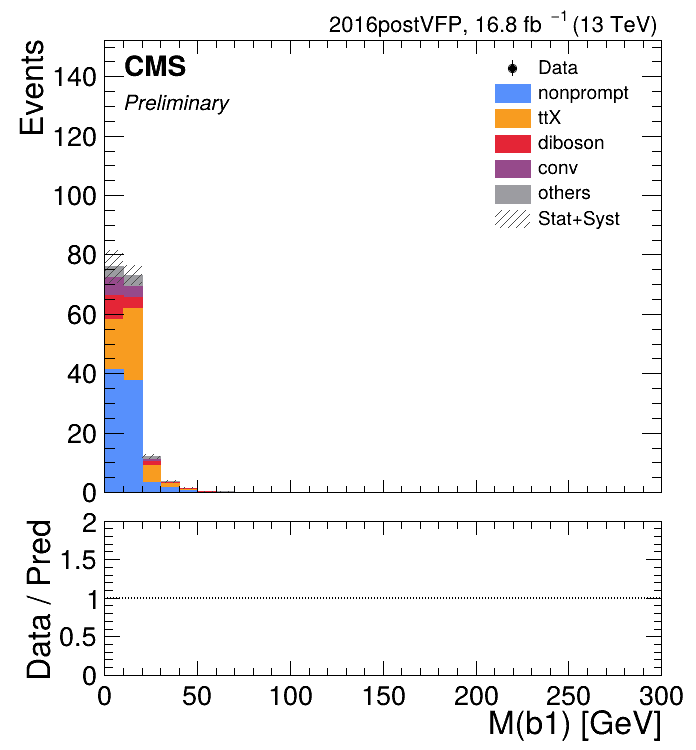 2016postVFP, 16.8 fb⁻¹ (13 TeV)
CMS
Preliminary
Data
nonprompt
ttX
diboson
conv
others
Stat+Syst
Events
140
120
100
80
60
40
20
0
Data / Pred
2
1.5
1
0.5
0
0 50 100 150 200 250 300
M(b1) [GeV]